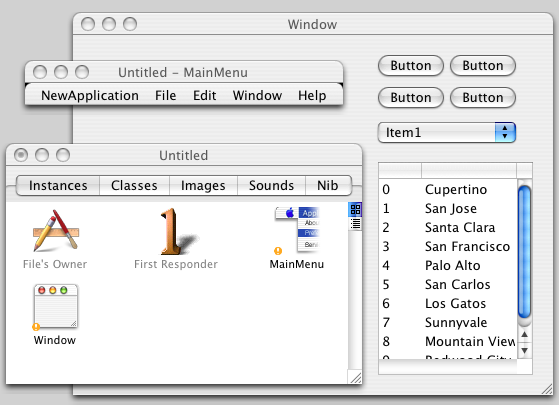 Window
Untitled – MainMenu
NewApplication File Edit Window Help
Button Button
Button Button
Item1
Untitled
Instances Classes Images Sounds Nib
File's Owner
First Responder
MainMenu
Window
0 Cupertino
1 San Jose
2 Santa Clara
3 San Francisco
4 Palo Alto
5 San Carlos
6 Los Gatos
7 Sunnyvale
8 Mountain View
9 Redwood City